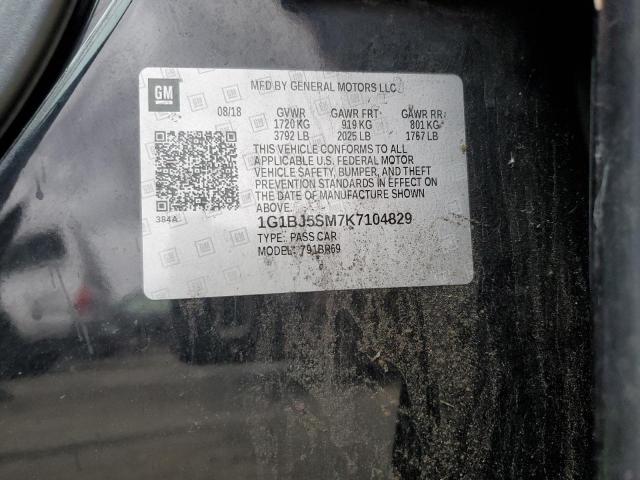 GM
MFD BY GENERAL MOTORS LLC
08/18 GVWR GAWR FRT GAWR RR
1720 KG 919 KG 801 KG
3792 LB 2025 LB 1767 LB
THIS VEHICLE CONFORMS TO ALL
APPLICABLE U.S. FEDERAL MOTOR
VEHICLE SAFETY, BUMPER, AND THEFT
PREVENTION STANDARDS IN EFFECT ON
THE DATE OF MANUFACTURE SHOWN
ABOVE.
384A
1G1BJ5SM7K7104829
TYPE: PASS CAR
MODEL: 791BR69